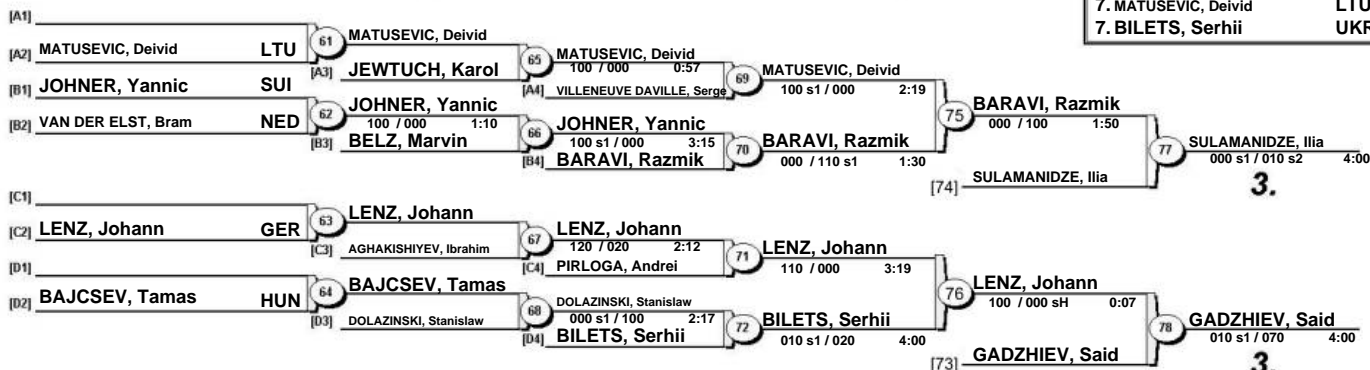 7. MATUSEVIC, Deivid LTU
7. BILETS, Serhii UKR
[A1]
[A2] MATUSEVIC, Deivid LTU
[B1] JOHNER, Yannic SUI
[B2] VAN DER ELST, Bram NED
61 MATUSEVIC, Deivid
[A3] JEWTUCH, Karol
62 JOHNER, Yannic
100 / 000 1:10
[B3] BELZ, Marvin
65 MATUSEVIC, Deivid
100 / 000 0:57
[A4] VILLENEUVE DAVILLE, Serge
66 JOHNER, Yannic
100 s1 / 000 3:15
[B4] BARAVI, Razmik
69 MATUSEVIC, Deivid
100 s1 / 000 2:19
70 BARAVI, Razmik
000 / 110 s1 1:30
75 BARAVI, Razmik
000 / 100 1:50
[74] SULAMANIDZE, Ilia
77 SULAMANIDZE, Ilia
000 s1 / 010 s2 4:00
3.
[C1]
[C2] LENZ, Johann GER
[D1]
[D2] BAJCSEV, Tamas HUN
63 LENZ, Johann
[C3] AGHAKISHIYEV, Ibrahim
64 BAJCSEV, Tamas
[D3] DOLAZINSKI, Stanislaw
67 LENZ, Johann
120 / 020 2:12
[C4] PIRLOGA, Andrei
68 DOLAZINSKI, Stanislaw
000 s1 / 100 2:17
[D4] BILETS, Serhii
71 LENZ, Johann
110 / 000 3:19
72 BILETS, Serhii
010 s1 / 020 4:00
76 LENZ, Johann
100 / 000 sH 0:07
[73] GADZHIEV, Said
78 GADZHIEV, Said
010 s1 / 070 4:00
3.